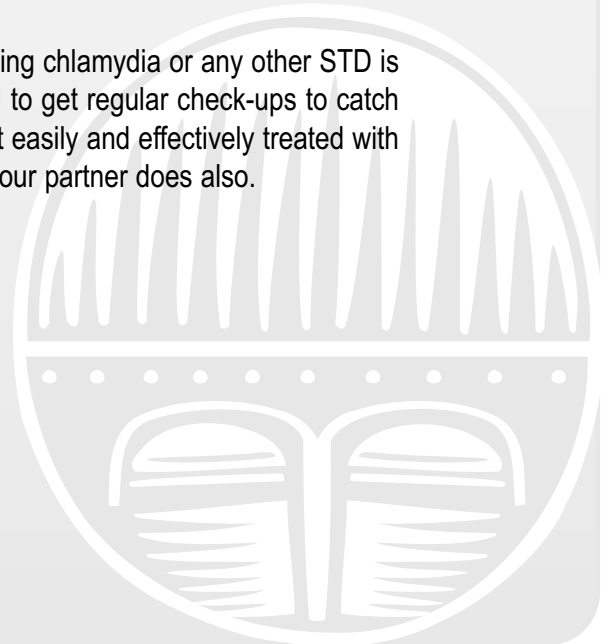 ing chlamydia or any other STD is
to get regular check-ups to catch
easily and effectively treated with
our partner does also.